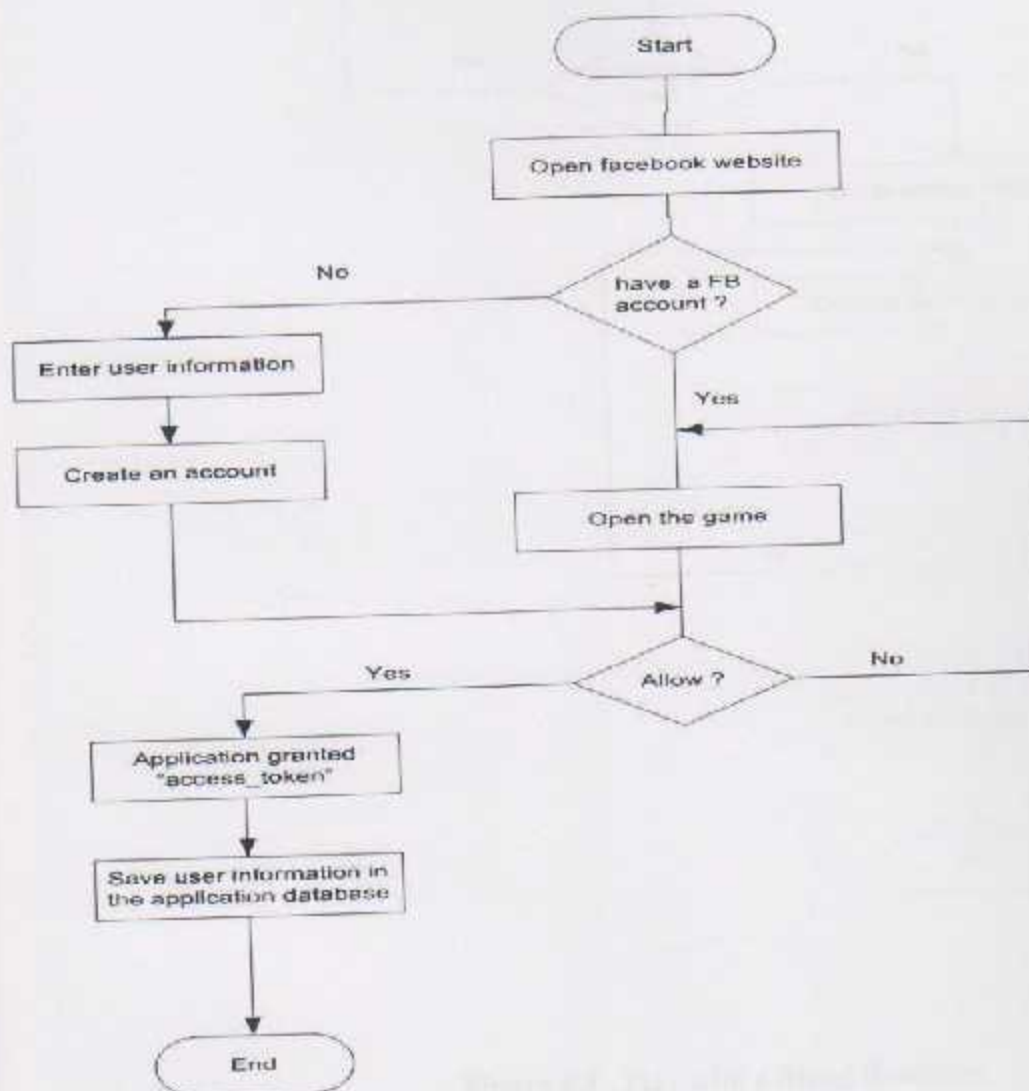 Start
Open facebook website
have a FB
account ?
No
Enter user information
Yes
Create an account
Open the game
Yes
Allow ?
No
Application granted
"access_token"
Save user information in
the application database
End